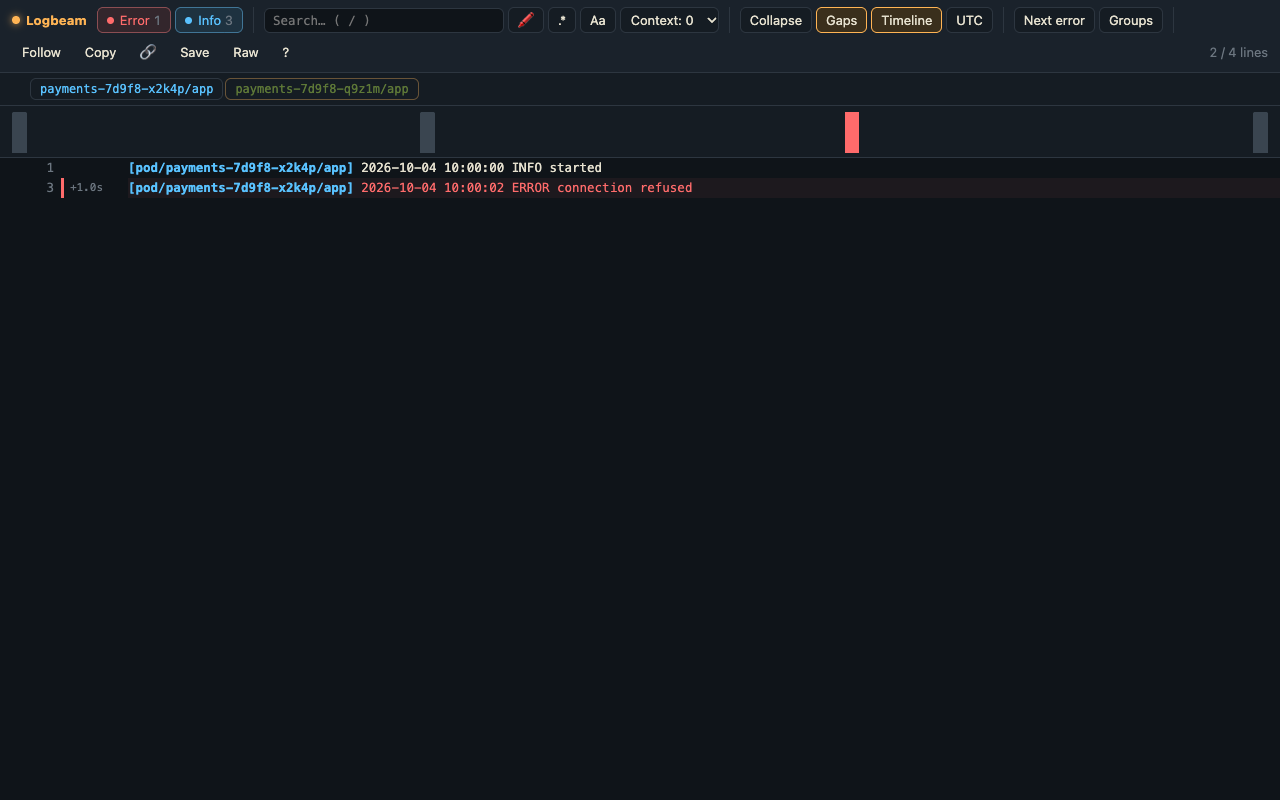 Logbeam Error 1 Info 3 Search… ( / ) .* Aa Context: 0 Collapse Gaps Timeline UTC Next error Groups
Follow Copy Save Raw ? 2 / 4 lines
payments-7d9f8-x2k4p/app payments-7d9f8-q9z1m/app
1 [pod/payments-7d9f8-x2k4p/app] 2026-10-04 10:00:00 INFO started
3 +1.0s [pod/payments-7d9f8-x2k4p/app] 2026-10-04 10:00:02 ERROR connection refused